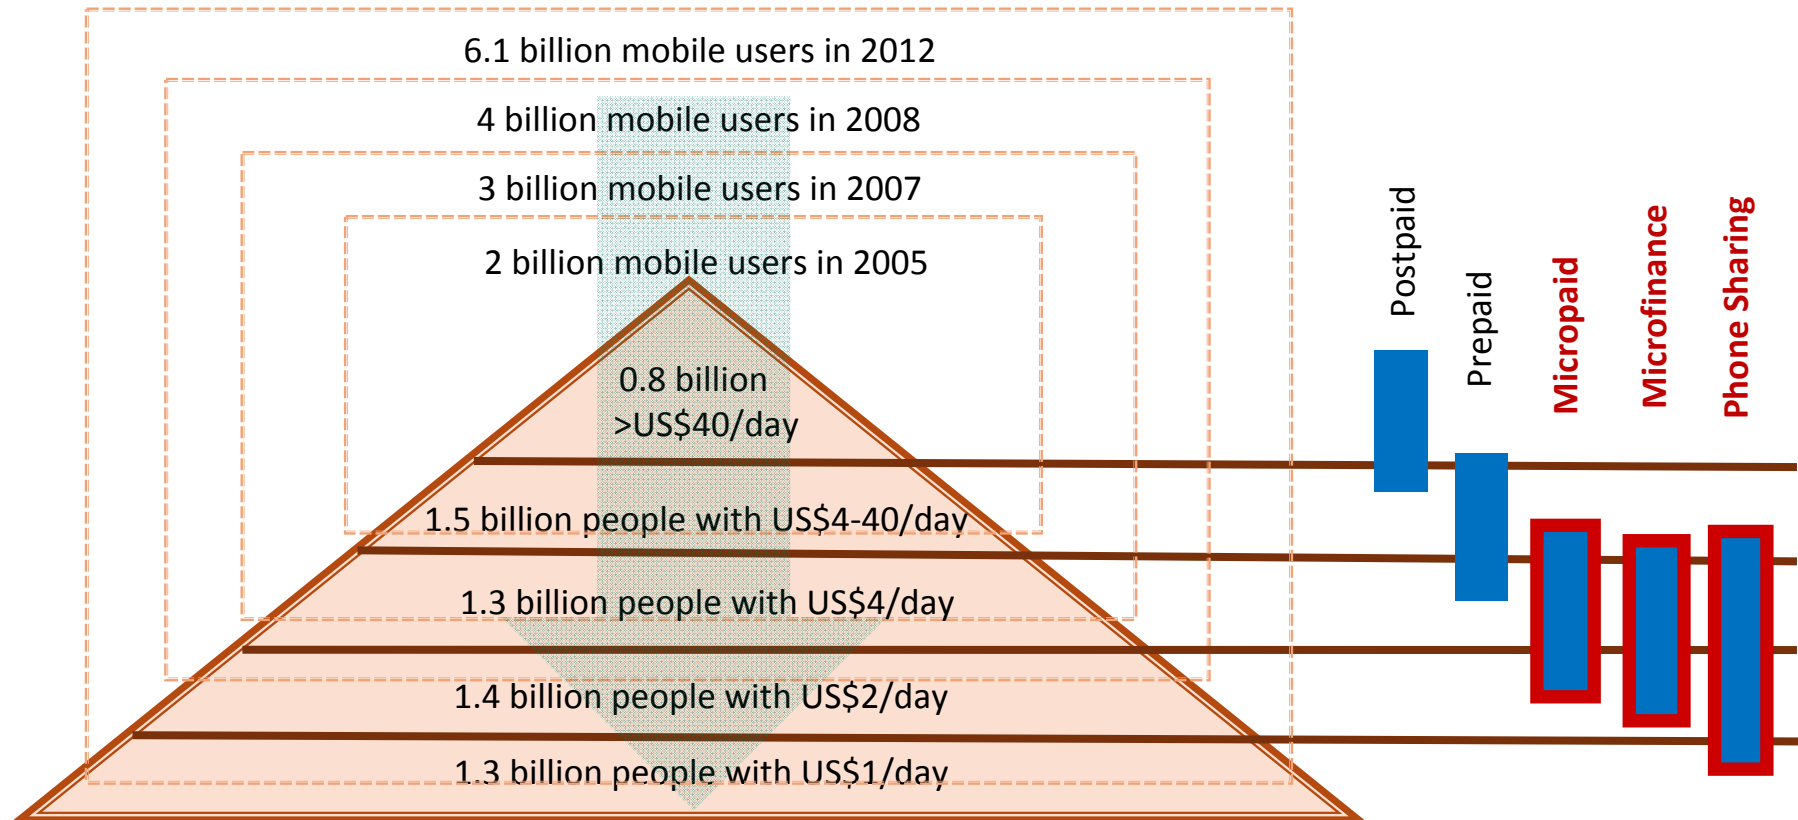 6.1 billion mobile users in 2012
4 billion mobile users in 2008
3 billion mobile users in 2007
2 billion mobile users in 2005
0.8 billion
>US$40/day
1.5 billion people with US$4-40/day
1.3 billion people with US$4/day
1.4 billion people with US$2/day
1.3 billion people with US$1/day
Postpaid
Prepaid
Micropaid
Microfinance
Phone Sharing